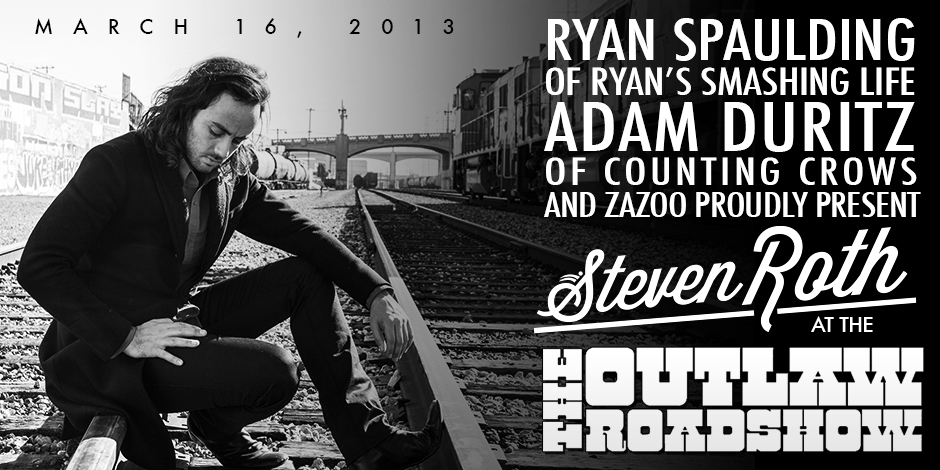 MARCH 16, 2013
RYAN SPAULDING
OF RYAN'S SMASHING LIFE
ADAM DURITZ
OF COUNTING CROWS
AND ZAZOO PROUDLY PRESENT
Steven Roth
AT THE
THE OUTLAW
ROADSHOW